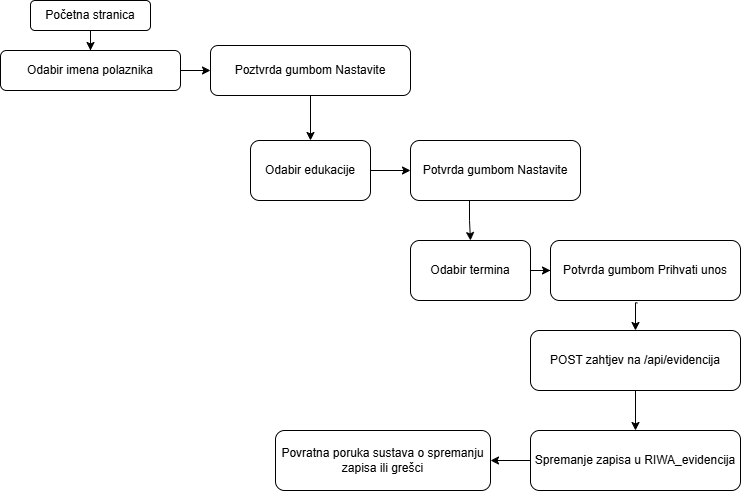 Početna stranica
Odabir imena polaznika
Poztvrda gumbom Nastavite
Odabir edukacije
Potvrda gumbom Nastavite
Odabir termina
Potvrda gumbom Prihvati unos
POST zahtjev na /api/evidencija
Spremanje zapisa u RIWA_evidencija
Povratna poruka sustava o spremanju
zapisa ili grešci